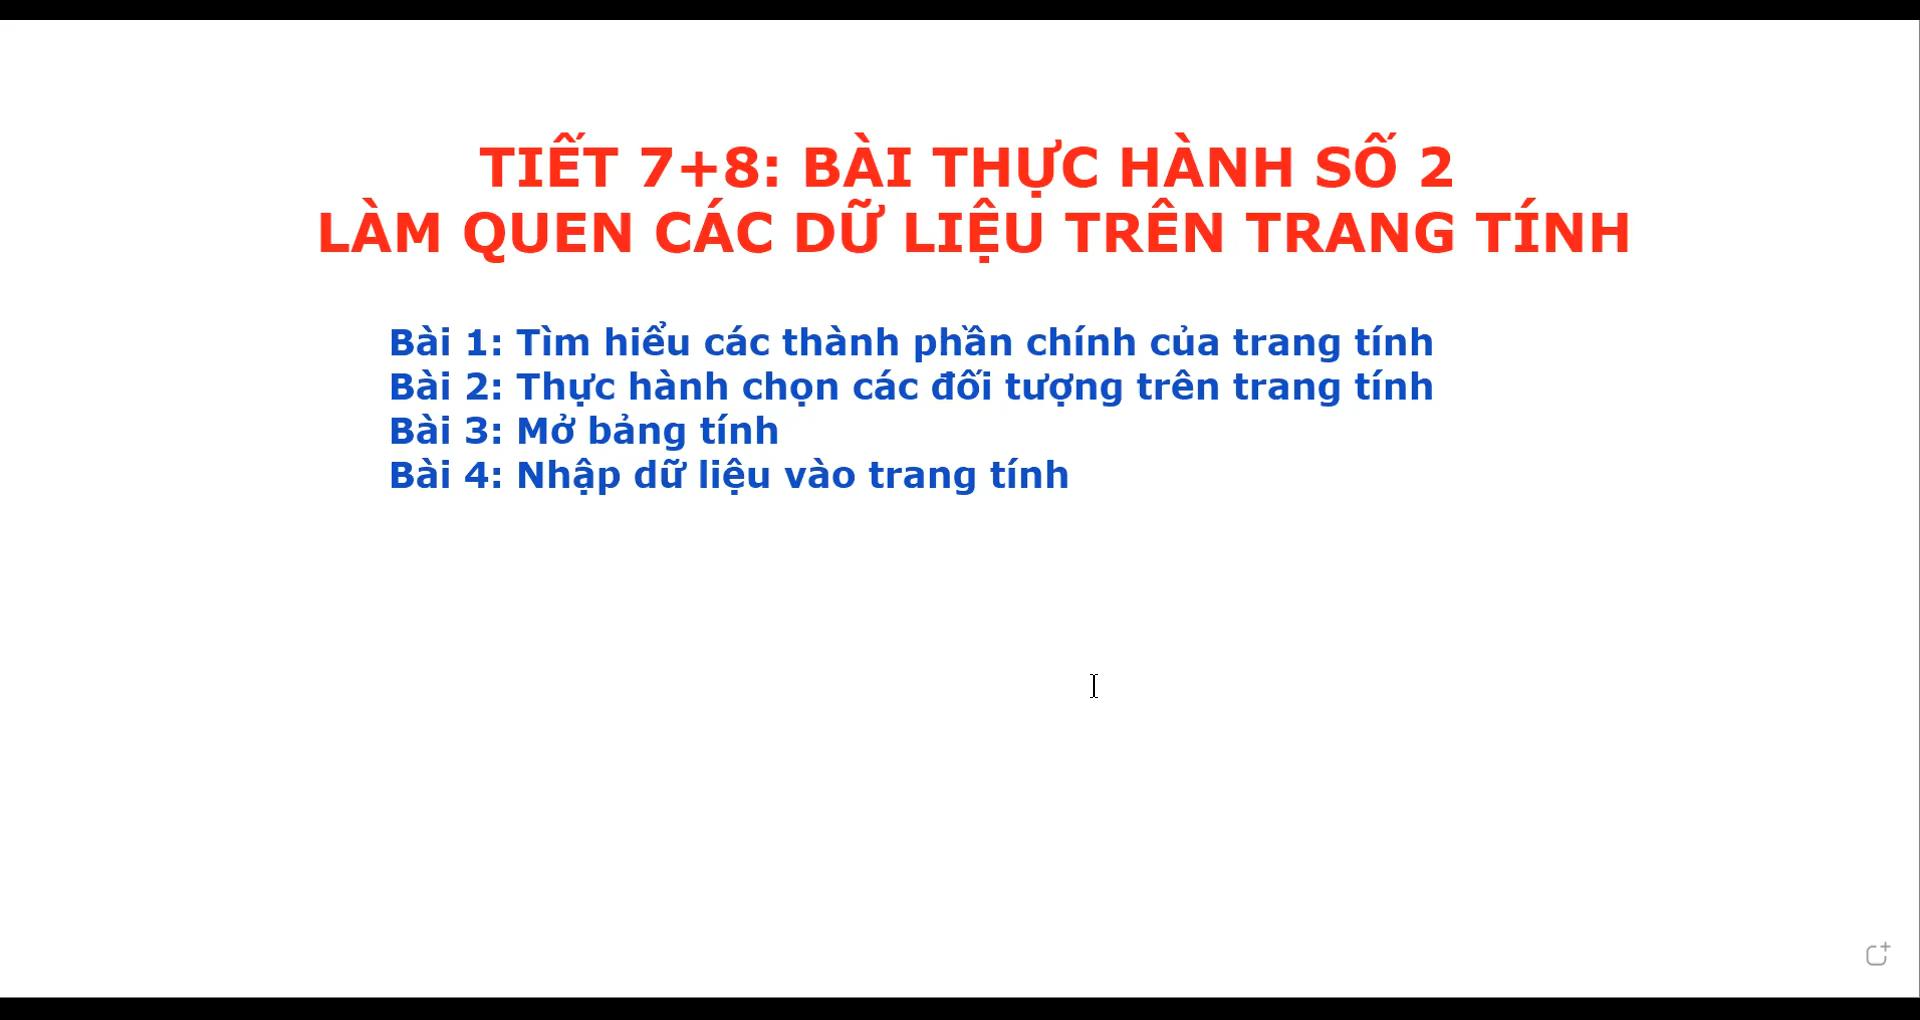 TIẾT 7+8: BÀI THỰC HÀNH SỐ 2
LÀM QUEN CÁC DỮ LIỆU TRÊN TRANG TÍNH
Bài 1: Tìm hiểu các thành phần chính của trang tính
Bài 2: Thực hành chọn các đối tượng trên trang tính
Bài 3: Mở bảng tính
Bài 4: Nhập dữ liệu vào trang tính